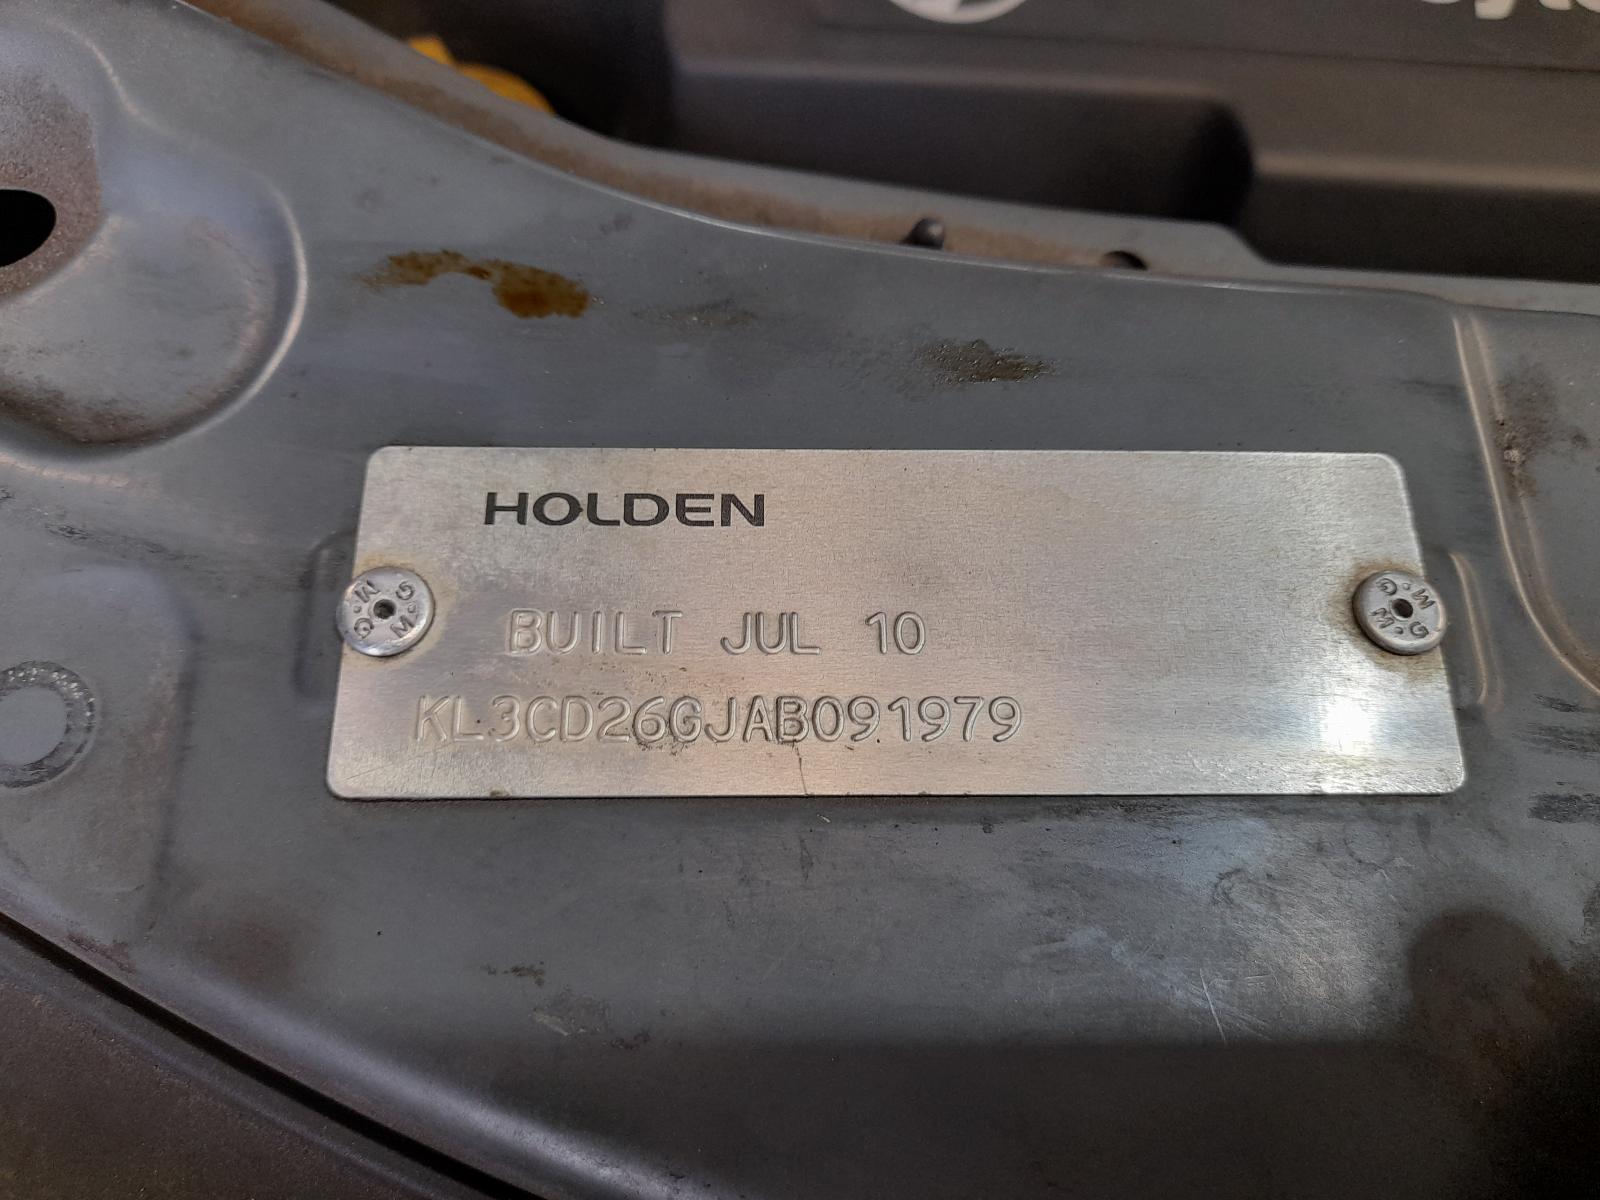 HOLDEN
BUILT JUL 10
KL3CD26GJAB091979
G.M.G.M
G.M.G.M